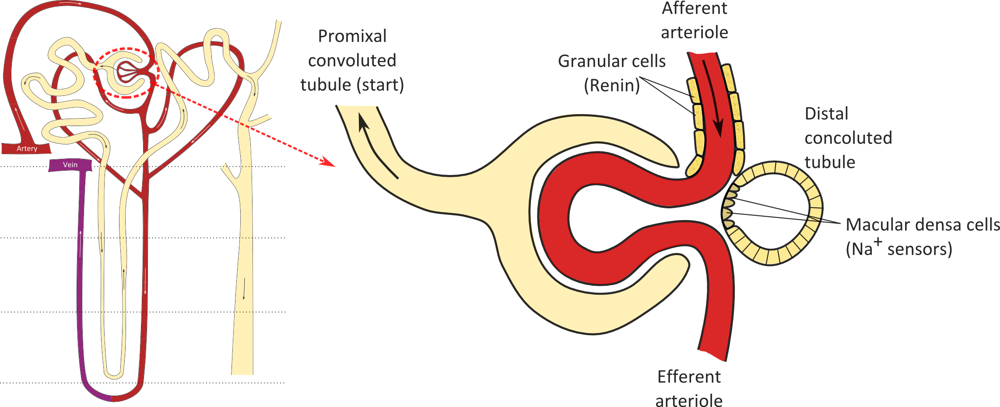 Artery
Vein
Promixal
convoluted
tubule (start)
Afferent
arteriole
Granular cells
(Renin)
Distal
concoluted
tubule
Macular densa cells
(Na+ sensors)
Efferent
arteriole